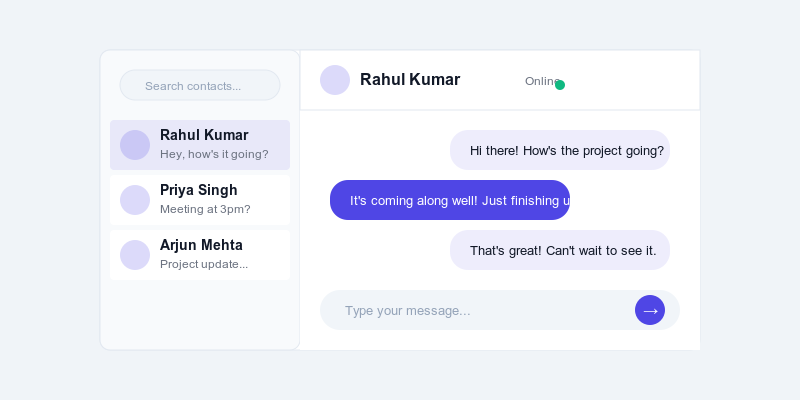 Search contacts...
Rahul Kumar
Hey, how's it going?
Priya Singh
Meeting at 3pm?
Arjun Mehta
Project update...
Rahul Kumar
Online
Hi there! How's the project going?
It's coming along well! Just finishing
That's great! Can't wait to see it.
Type your message...
→